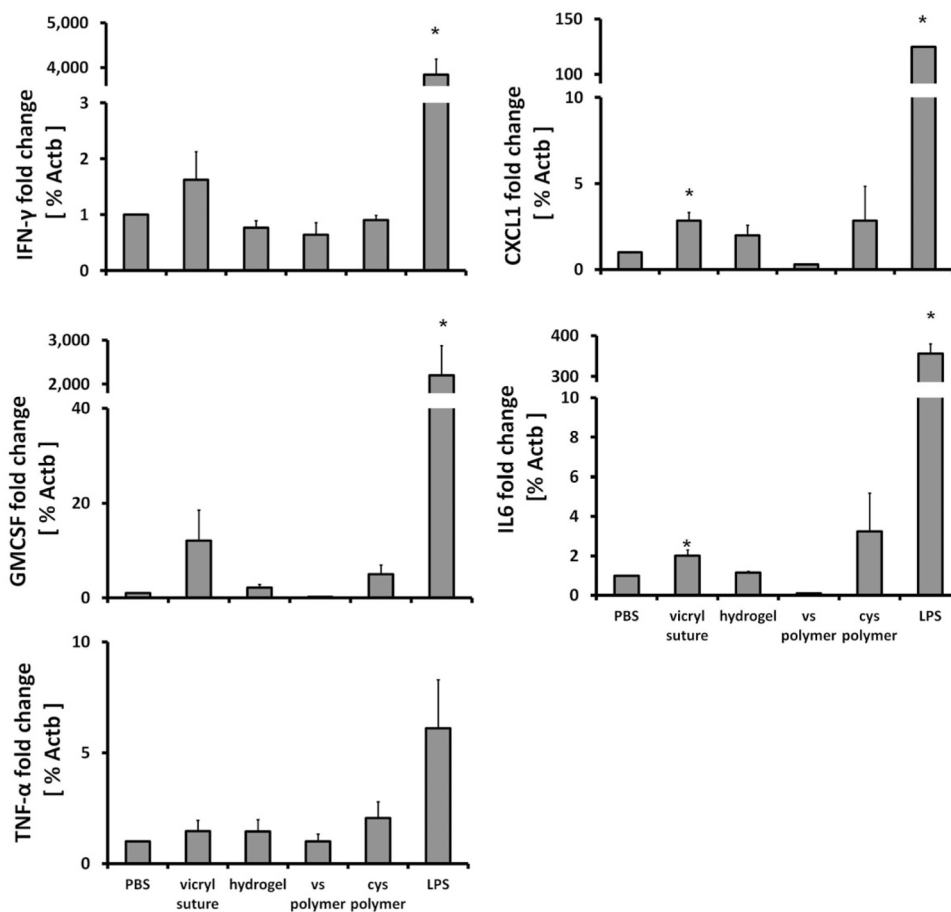 5,000
4,000
3
2
1
0
IFN-γ fold change
[ % Actb ]
*
150
100
10
5
0
CXCL1 fold change
[ % Actb ]
*
*
3,000
2,000
40
20
0
GMCSF fold change
[ % Actb ]
*
400
300
10
8
6
4
2
0
IL6 fold change
[% Actb ]
*
*
PBS vicryl suture hydrogel vs polymer cys polymer LPS
10
5
0
TNF-α fold change
[ % Actb ]
PBS vicryl suture hydrogel vs polymer cys polymer LPS